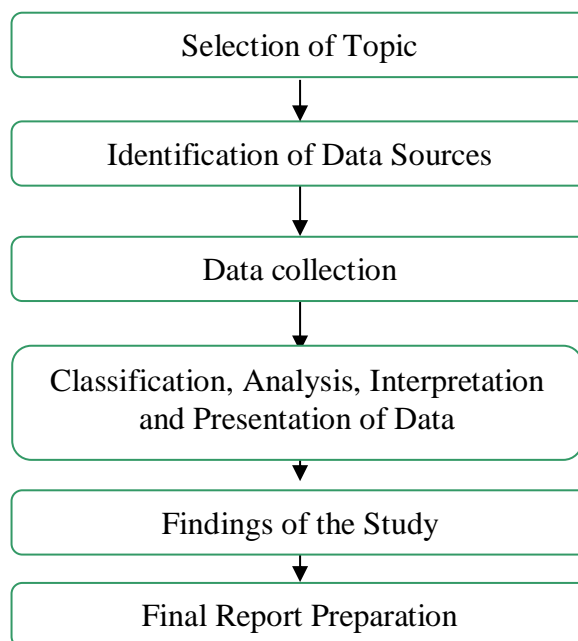 Selection of Topic
Identification of Data Sources
Data collection
Classification, Analysis, Interpretation
and Presentation of Data
Findings of the Study
Final Report Preparation